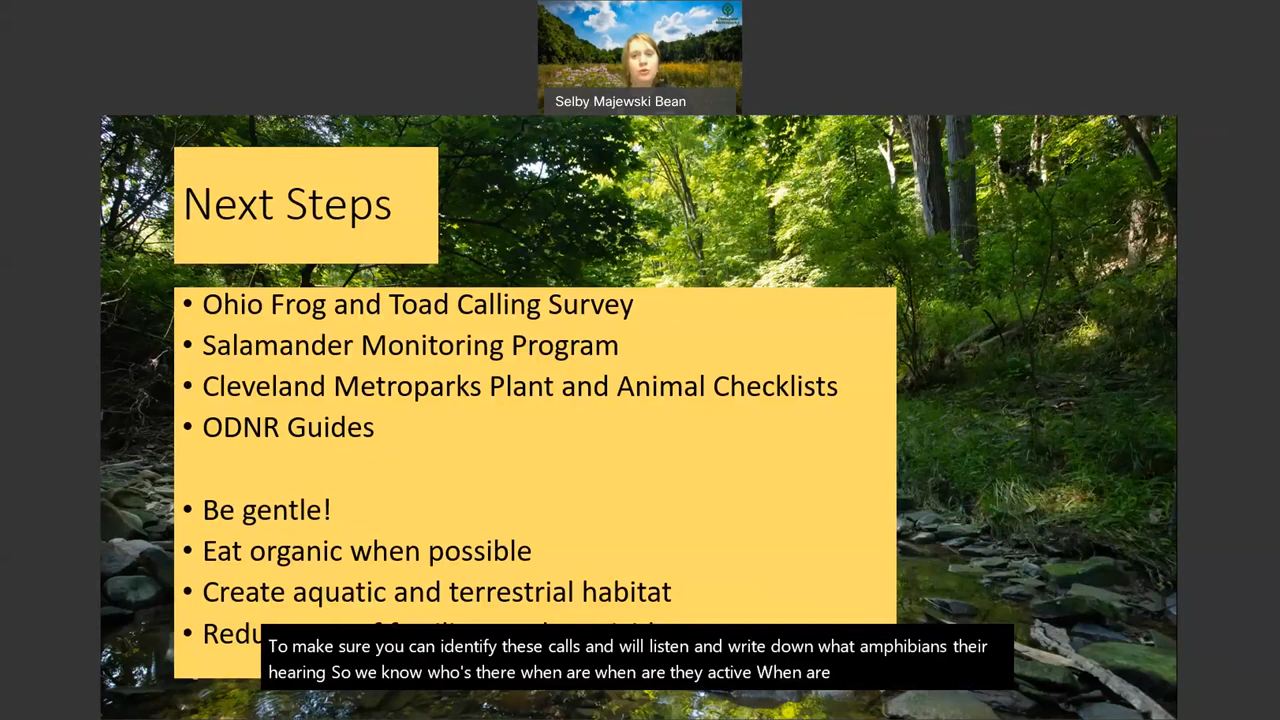 Selby Majewski Bean
Next Steps
• Ohio Frog and Toad Calling Survey
• Salamander Monitoring Program
• Cleveland Metroparks Plant and Animal Checklists
• ODNR Guides
• Be gentle!
• Eat organic when possible
• Create aquatic and terrestrial habitat
To make sure you can identify these calls and will listen and write down what amphibians their
hearing So we know who's there when are when are they active When are